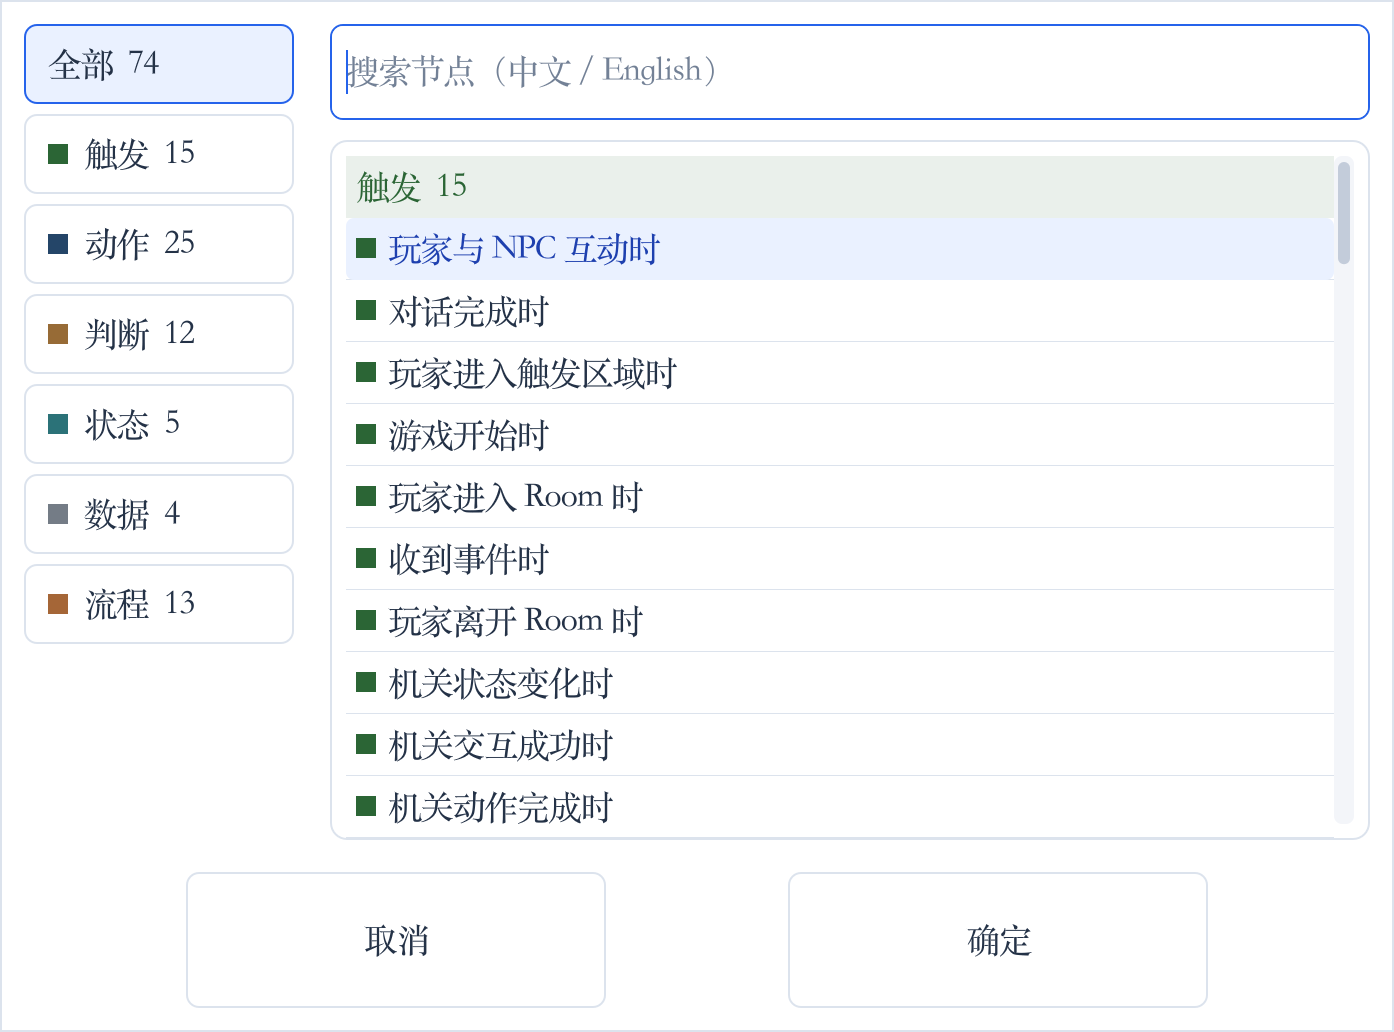 全部 74
触发 15
动作 25
判断 12
状态 5
数据 4
流程 13
搜索节点（中文 / English）
触发 15
玩家与 NPC 互动时
对话完成时
玩家进入触发区域时
游戏开始时
玩家进入 Room 时
收到事件时
玩家离开 Room 时
机关状态变化时
机关交互成功时
机关动作完成时
取消
确定